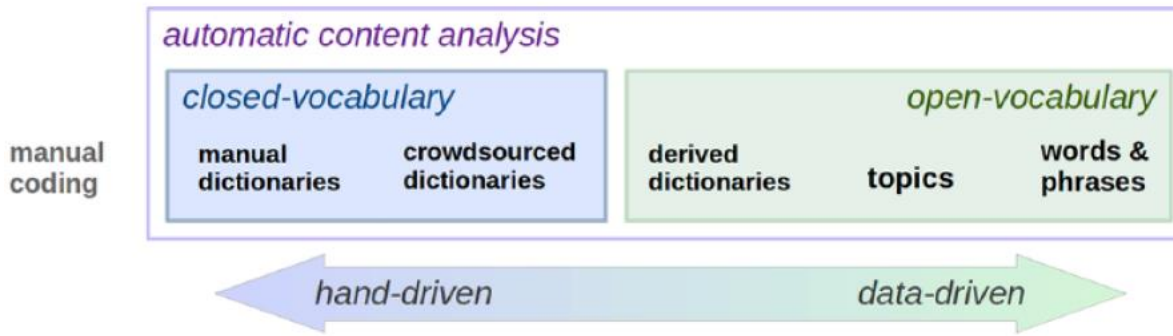 automatic content analysis
closed-vocabulary
open-vocabulary
manual
coding
manual
dictionaries
crowdsourced
dictionaries
derived
dictionaries
topics
words &
phrases
hand-driven
data-driven